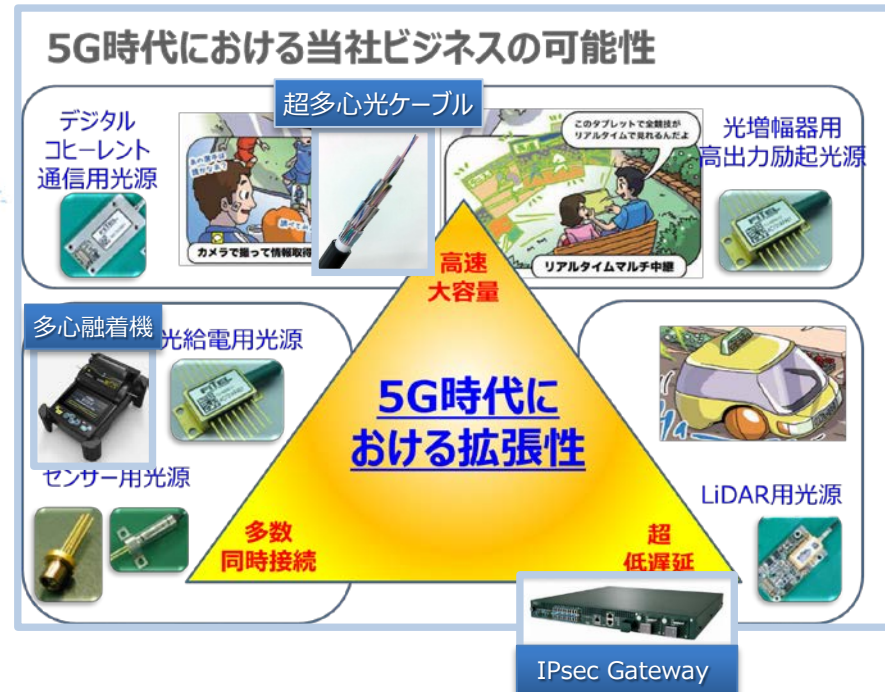 5G時代における当社ビジネスの可能性
超多心光ケーブル
デジタル
コヒーレント
通信用光源
カメラで撮って情報取得
このタブレットで全競技が
リアルタイムで見れるんだよ
リアルタイムマルチ中継
光増幅器用
高出力励起光源
高速
大容量
多心融着機
光給電用光源
センサー用光源
5G時代に
おける拡張性
多数
同時接続
超
低遅延
LiDAR用光源
IPsec Gateway